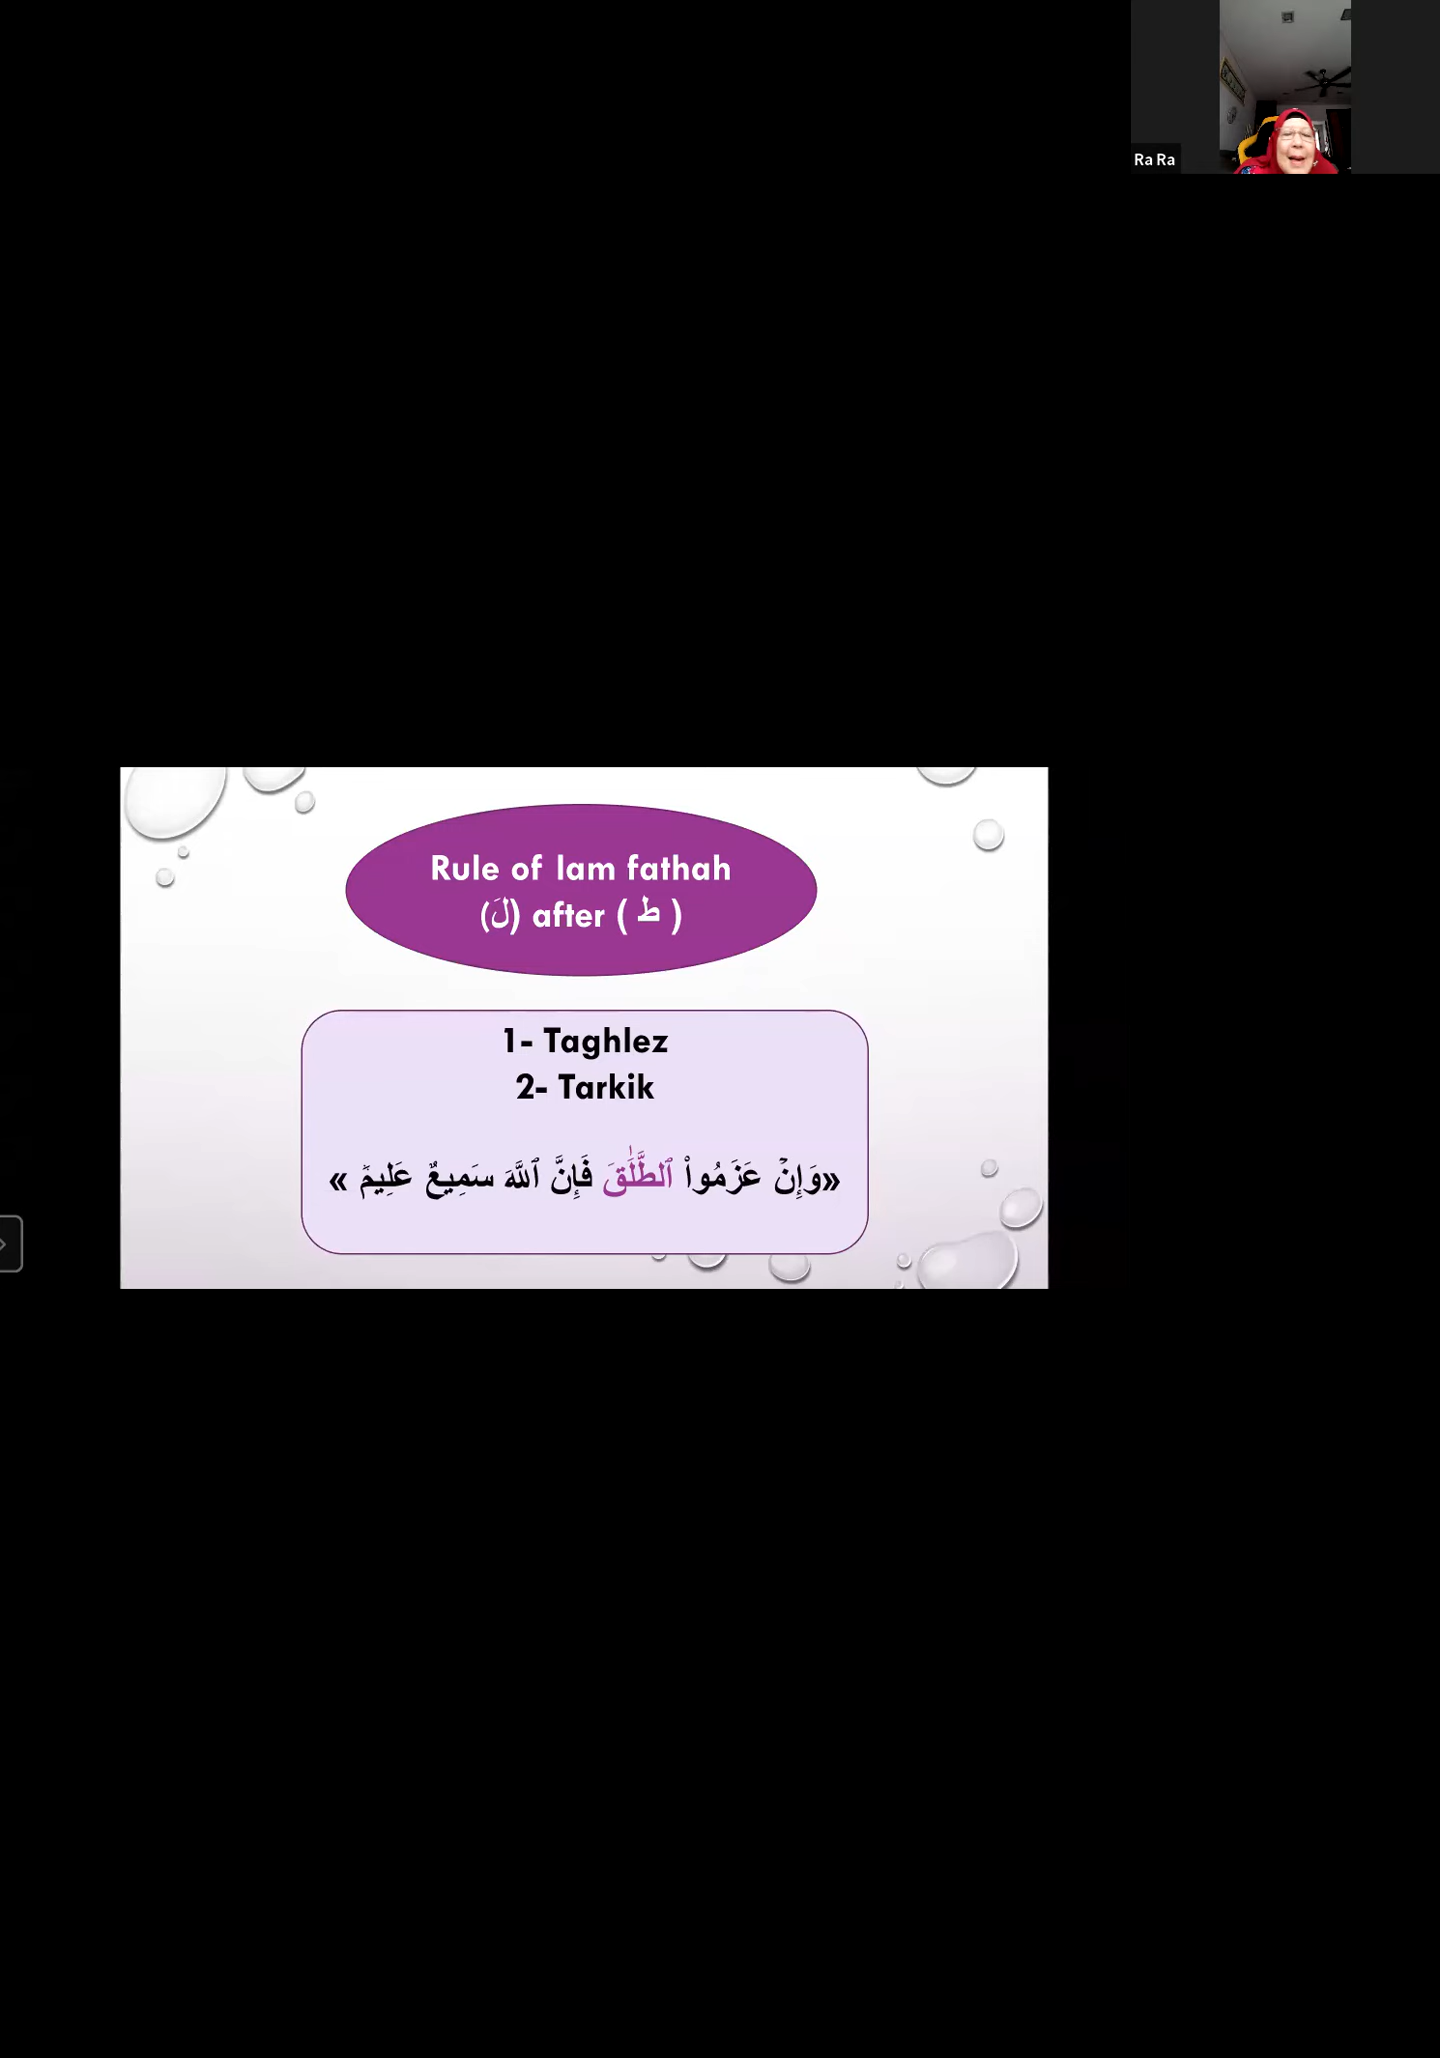 Ra Ra
Rule of lam fathah
(لَ) after ( ط )
1- Taghlez
2- Tarkik
«وَإِنۡ عَزَمُوا۟ ٱلطَّلَٰقَ فَإِنَّ ٱللَّهَ سَمِيعٌ عَلِيمٞ »